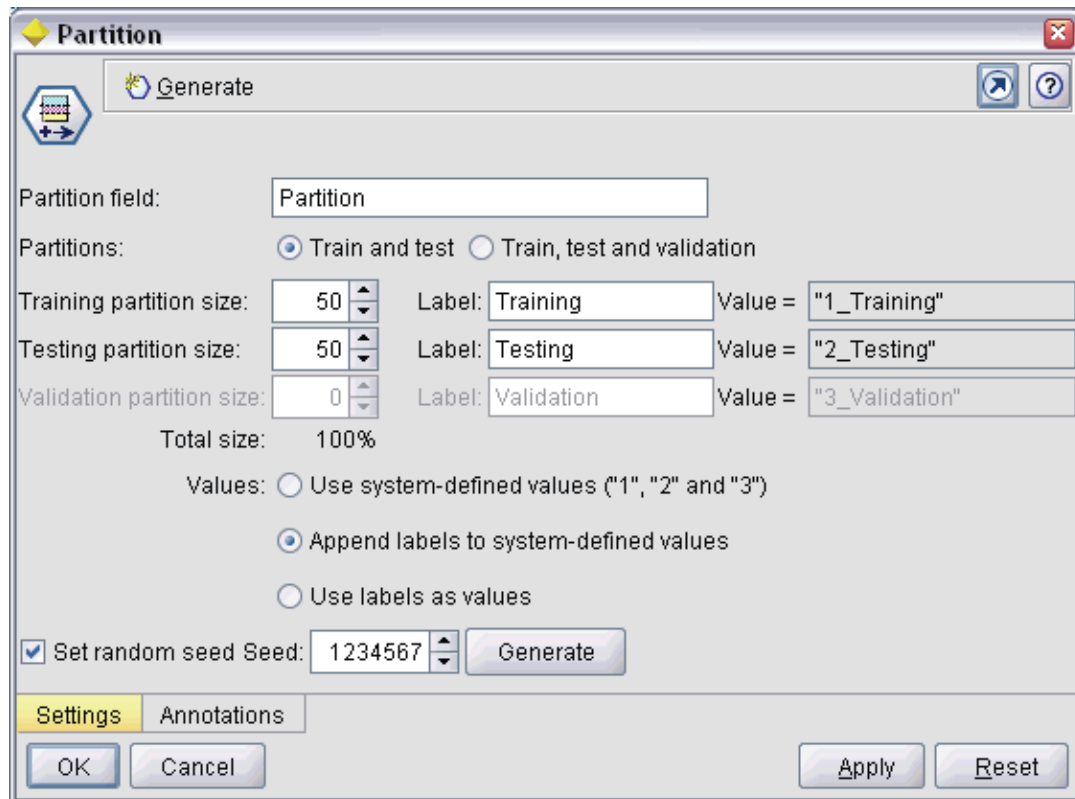 Partition
Generate
Partition field: Partition
Partitions: Train and test Train, test and validation
Training partition size: 50 Label: Training Value = "1_Training"
Testing partition size: 50 Label: Testing Value = "2_Testing"
Validation partition size: 0 Label: Validation Value = "3_Validation"
Total size: 100%
Values: Use system-defined values ("1", "2" and "3")
Append labels to system-defined values
Use labels as values
Set random seed Seed: 1234567 Generate
Settings Annotations
OK Cancel Apply Reset